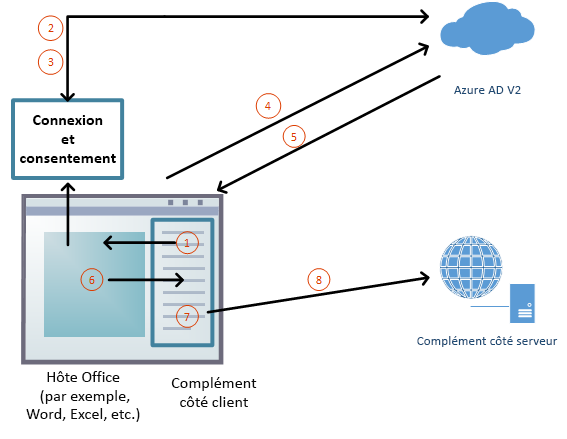 2
3
Azure AD V2
4
5
Connexion
et
consentement
1
6
7
8
Complément côté serveur
Hôte Office
(par exemple,
Word, Excel, etc.)
Complément
côté client